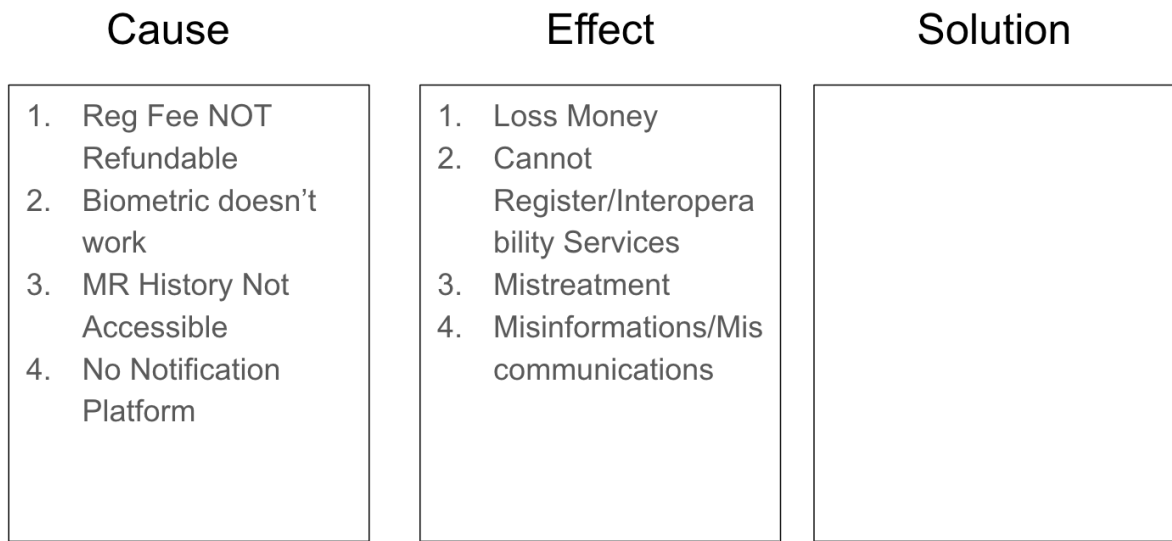 Cause
Effect
Solution
1. Reg Fee NOT
Refundable
2. Biometric doesn’t
work
3. MR History Not
Accessible
4. No Notification
Platform
1. Loss Money
2. Cannot
Register/Interopera
bility Services
3. Mistreatment
4. Misinformations/Mis
communications